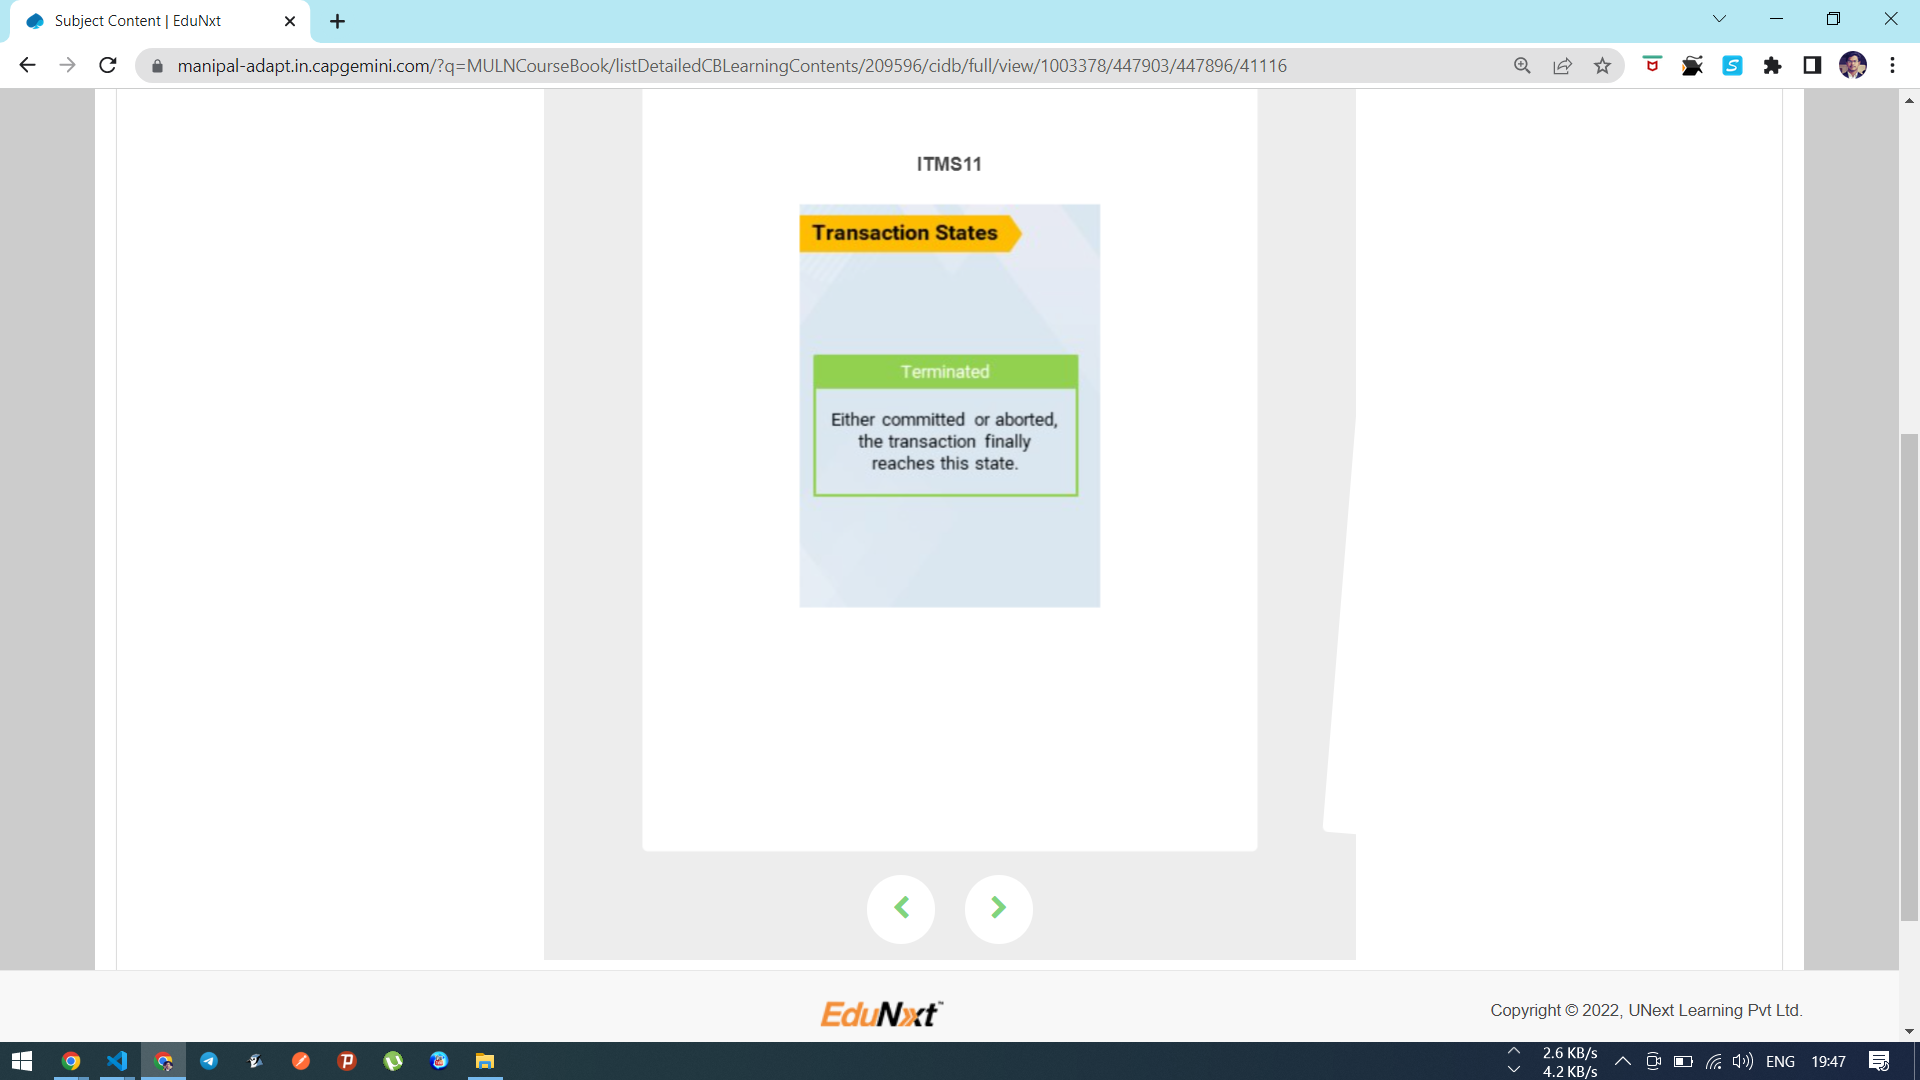 Subject Content | EduNxt
manipal-adapt.in.capgemini.com/?q=MULNCourseBook/listDetailedCBLearningContents/209596/cidb/full/view/1003378/447903/447896/41116
ITMS11
Transaction States
Terminated
Either committed or aborted,
the transaction finally
reaches this state.
EduNxt™
Copyright © 2022, UNext Learning Pvt Ltd.
2.6 KB/s
4.2 KB/s
ENG
19:47